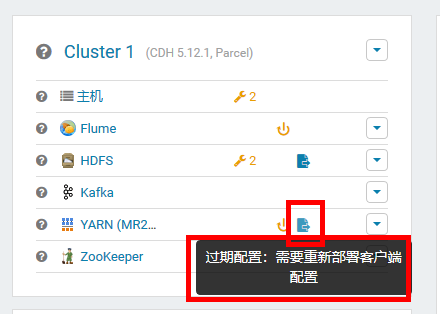 Cluster 1 (CDH 5.12.1, Parcel)
主机 2
Flume
HDFS 2
Kafka
YARN (MR2...
ZooKeeper
过期配置：需要重新部署客户端
配置